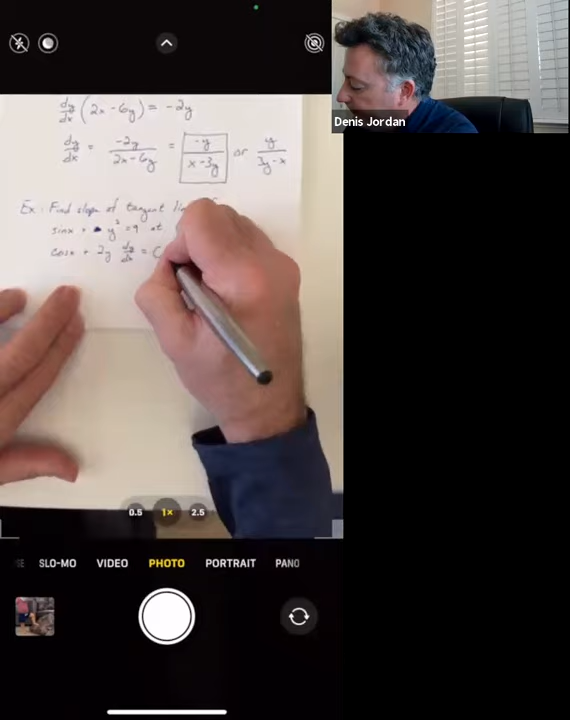 Denis Jordan
dy/dx (2x - 6y) = -2y
dy/dx = -2y/(2x - 6y) = -y/(x - 3y) or y/(3y - x)
Ex: Find slope of tangent
sinx + y² = 9 at
cosx + 2y dy/dx =
0.5 1× 2.5
SLO-MO VIDEO PHOTO PORTRAIT PANO